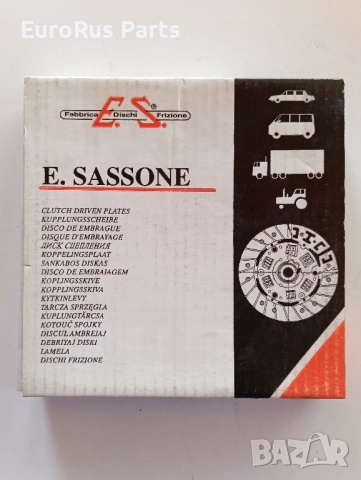 EuroRus Parts
Fabbrica Dischi Frizione
E.S.®
E. SASSONE
CLUTCH DRIVEN PLATES
KUPPLUNGSSCHEIBE
DISCO DE EMBRAGUE
DISQUE D'EMBRAYAGE
ДИСК СЦЕПЛЕНИЯ
KOPPELINGSPLAAT
SANKABOS DISKAS
DISCO DE EMBRAIAGEM
KOPLINGSSKIVE
KOPPLINGSSKIVA
KYTKINLEVY
TARCZA SPRZĘGLA
KUPLUNGTÁRCSA
KOTOUČ SPOJKY
DISCUL AMBREIAJ
DEBRIYAJ DISKI
LAMELA
DISCHI FRIZIONE
BAZAR
bg